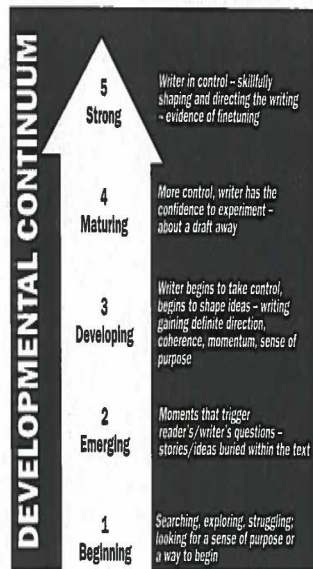 DEVELOPMENTAL CONTINUUM
5
Strong
Writer in control – skillfully
shaping and directing the writing
– evidence of finetuning
4
Maturing
More control, writer has the
confidence to experiment –
about a draft away
3
Developing
Writer begins to take control,
begins to shape ideas – writing
gaining definite direction,
coherence, momentum, sense of
purpose
2
Emerging
Moments that trigger
reader's/writer's questions –
stories/ideas buried within the text
1
Beginning
Searching, exploring, struggling;
looking for a sense of purpose or
a way to begin